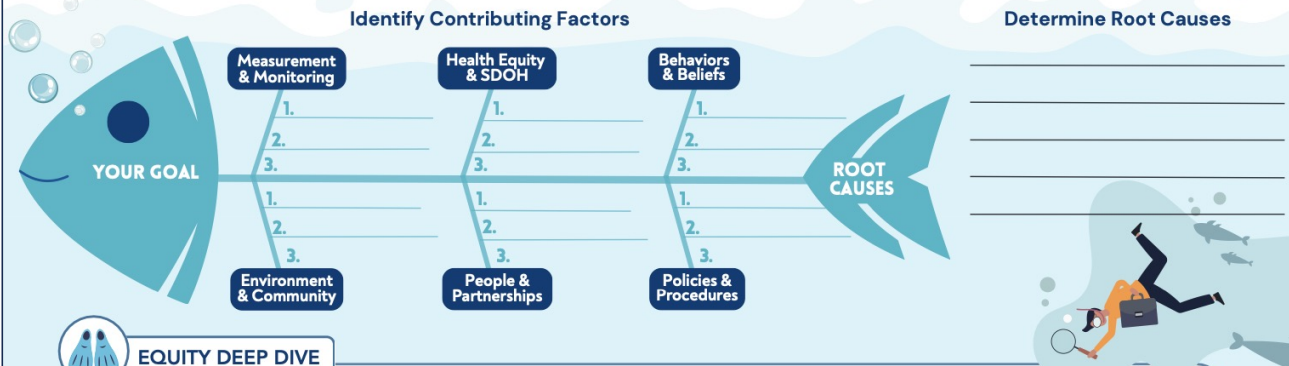 Identify Contributing Factors
Determine Root Causes
Measurement
& Monitoring
1.
2.
3.
Health Equity
& SDOH
1.
2.
3.
Behaviors
& Beliefs
1.
2.
3.
YOUR GOAL
ROOT
CAUSES
1.
2.
3.
Environment
& Community
1.
2.
3.
People &
Partnerships
1.
2.
3.
Policies &
Procedures
EQUITY DEEP DIVE